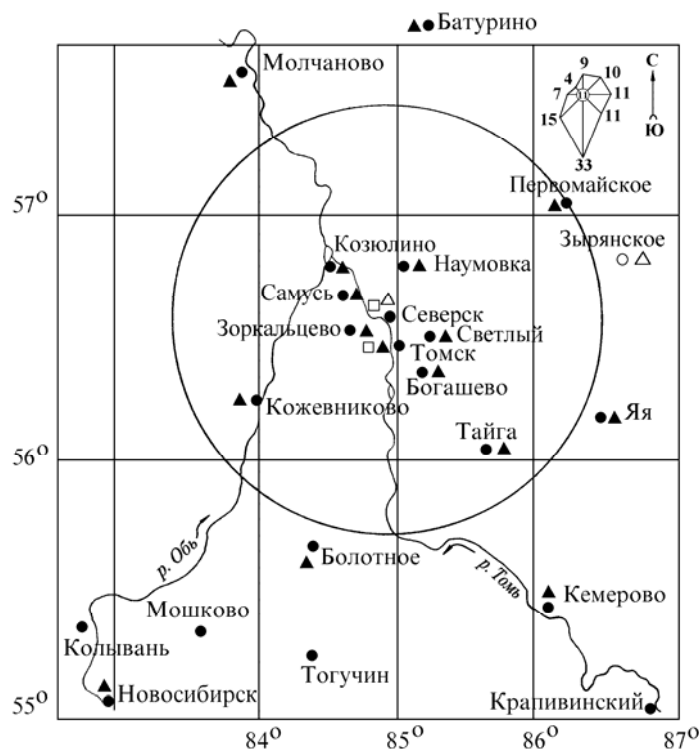 Батурино
Молчаново
9
4
10
С
7
11
11
15
11
Ю
33
Первомайское
57°
Зырянское
Козюлино
Наумовка
Самусь
Северск
Зоркальцево
Светлый
Томск
Богашево
Кожевниково
Яя
Тайга
56°
р. Обь
Болотное
р. Томь
Мошково
Кемерово
Колывань
Тогучин
Новосибирск
Крапивинский
55°
84°
85°
86°
87°